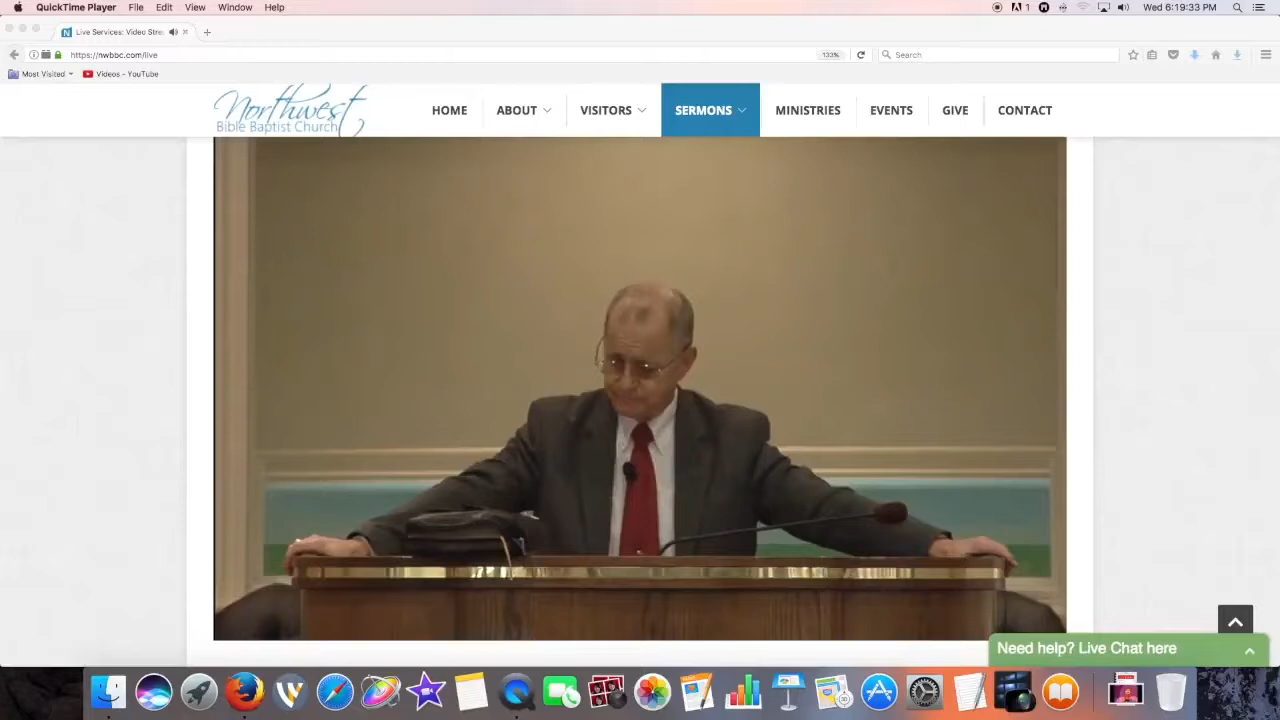 QuickTime Player File Edit View Window Help 1 Wed 6:19:33 PM
Live Services: Video Stre
https://nwbbc.com/live 133% Search
Most Visited Videos - YouTube
Northwest
Bible Baptist Church
HOME ABOUT VISITORS SERMONS MINISTRIES EVENTS GIVE CONTACT
Need help? Live Chat here